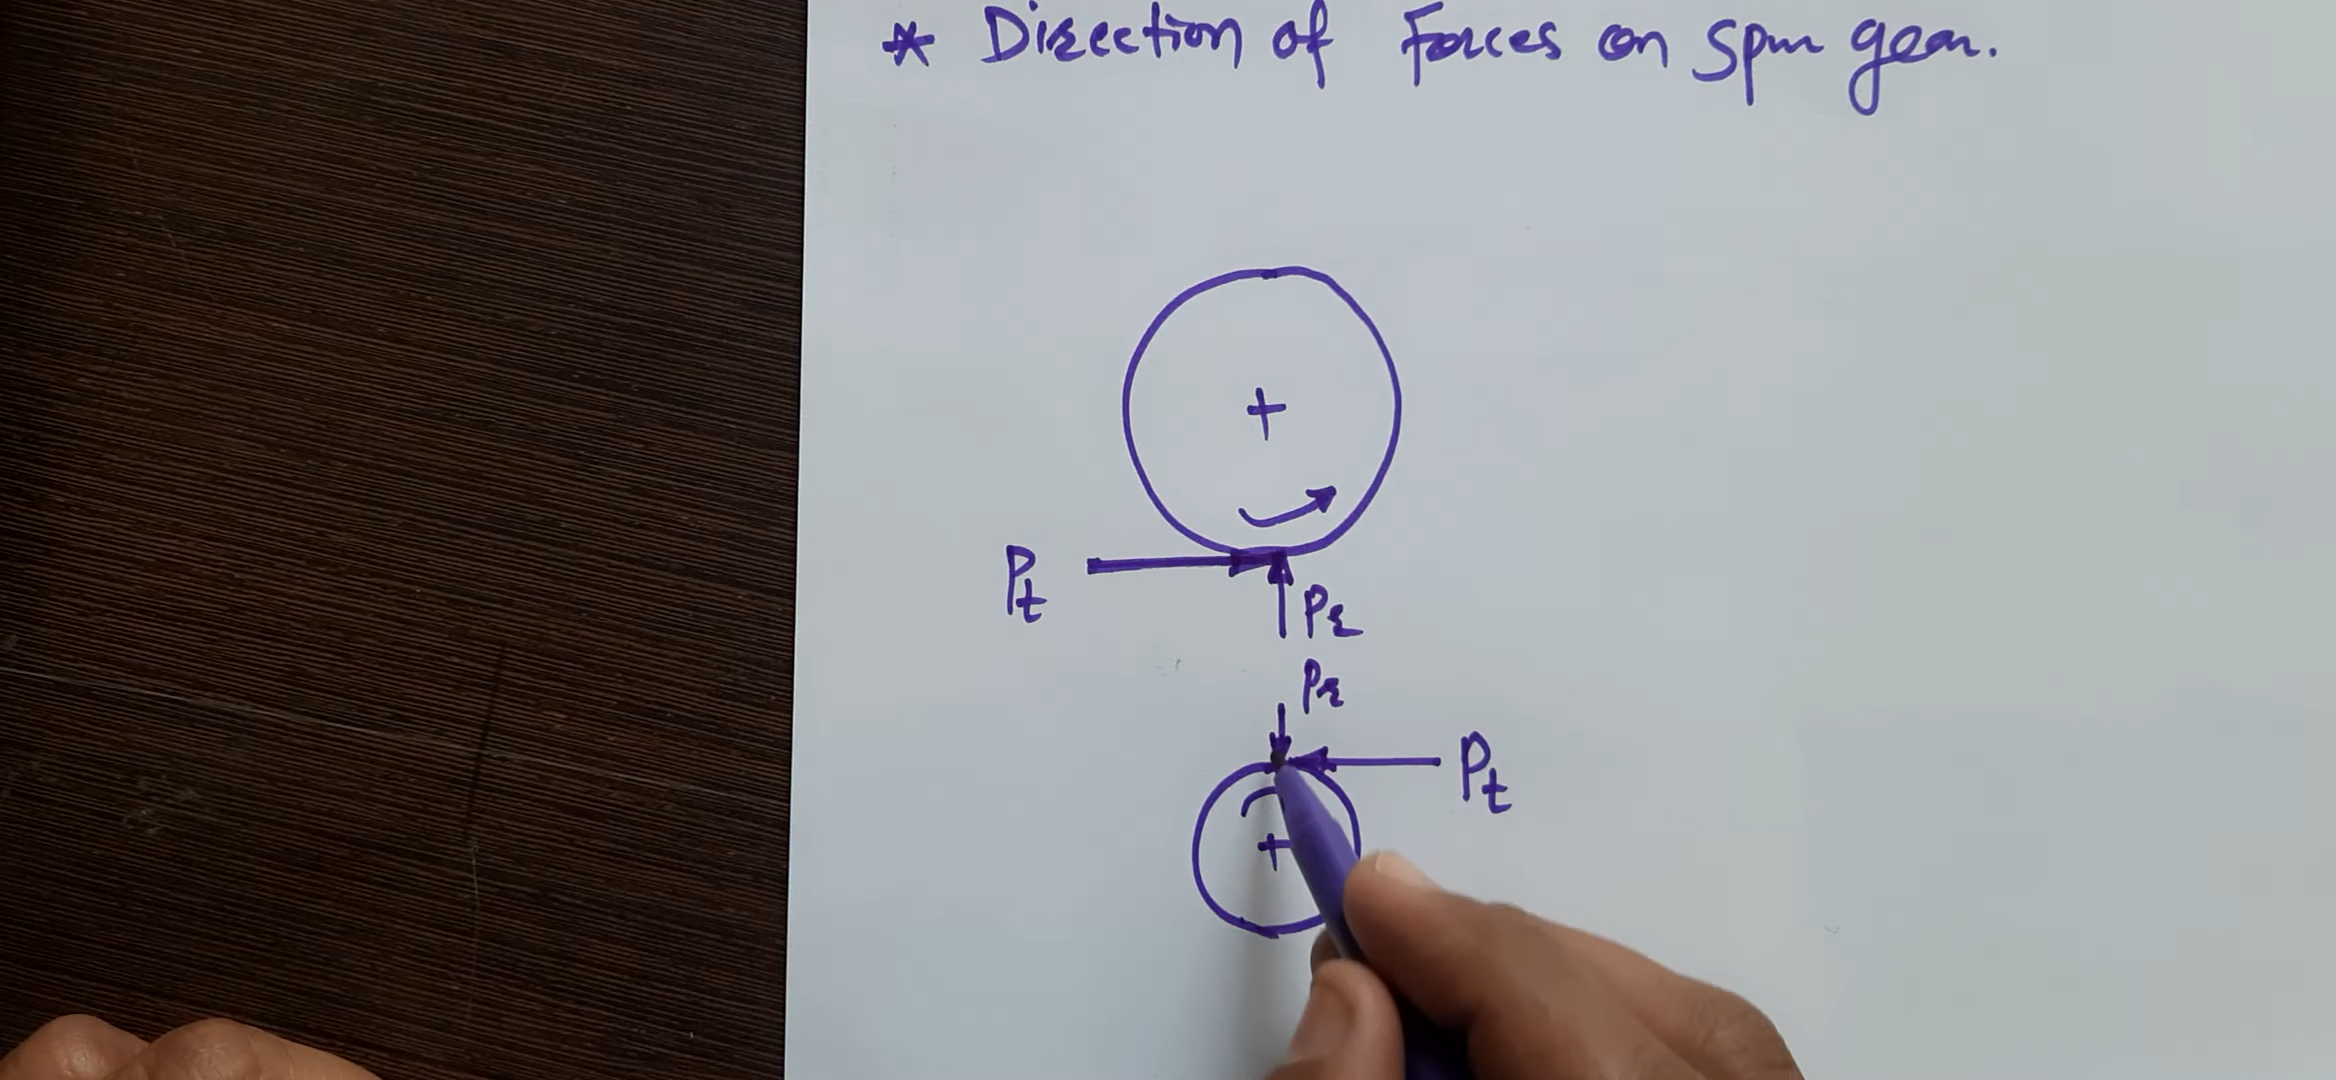 * Direction of Forces on Spur gear.
+
Pt
Pr
Pr
Pt
+